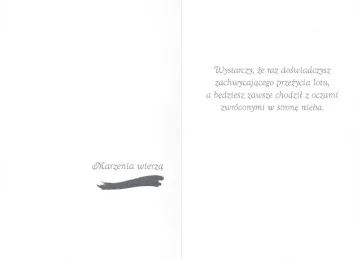 Marzenia wierzą
Wystarczy, że raz doświadczysz
zachwycającego przeżycia lotu,
a będziesz zawsze chodził z oczami
zwróconymi w stronę nieba.